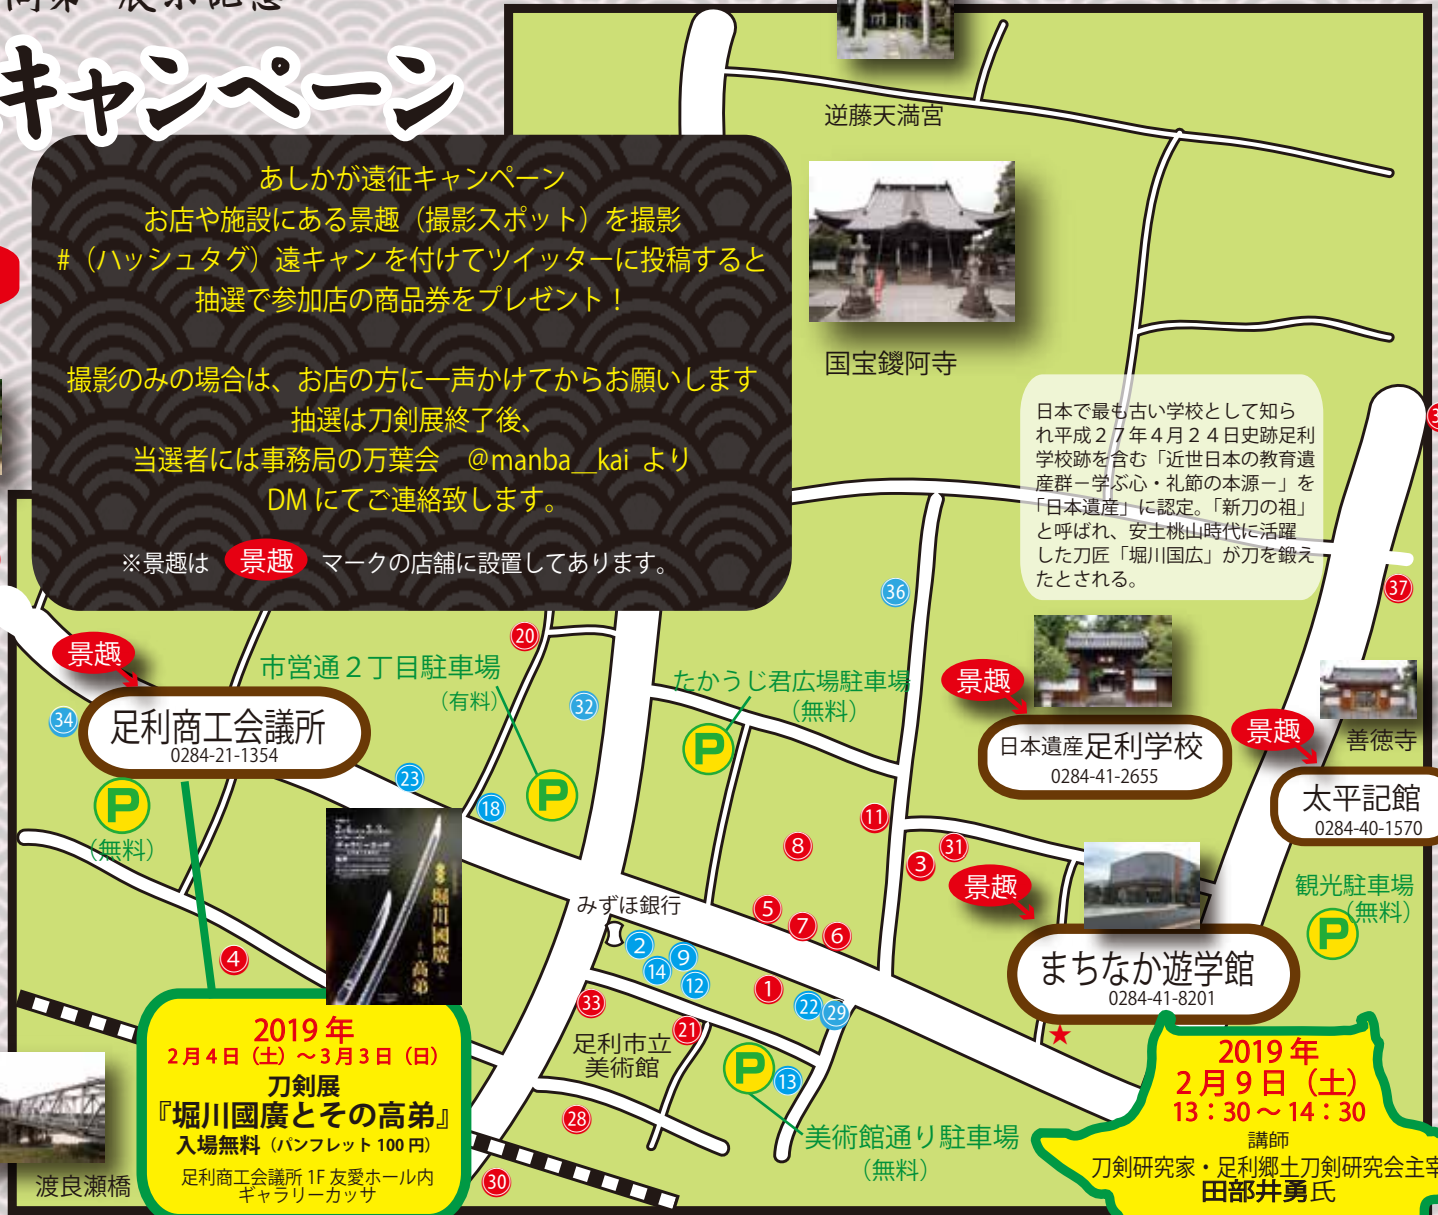 キャンペーン
あしかが遠征キャンペーン
お店や施設にある景趣（撮影スポット）を撮影
#（ハッシュタグ）遠キャン を付けてツイッターに投稿すると
抽選で参加店の商品券をプレゼント！
撮影のみの場合は、お店の方に一声かけてからお願いします
抽選は刀剣展終了後、
当選者には事務局の万葉会　@manba__kai より
DM にてご連絡致します。
※景趣は 景趣 マークの店舗に設置してあります。
逆藤天満宮
国宝鑁阿寺
日本で最も古い学校として知ら
れ平成２７年４月２４日史跡足利
学校跡を含む「近世日本の教育遺
産群－学ぶ心・礼節の本源－」を
「日本遺産」に認定。「新刀の祖」
と呼ばれ、安土桃山時代に活躍
した刀匠「堀川国広」が刀を鍛え
たとされる。
36
37
20
景趣
市営通２丁目駐車場
（有料）
たかうじ君広場駐車場
（無料）
景趣
34
足利商工会議所
0284-21-1354
32
P
日本遺産 足利学校
0284-41-2655
景趣
善徳寺
太平記館
0284-40-1570
23
18
P
P
（無料）
11
8
3
31
景趣
観光駐車場
（無料）
P
堀川國廣と
高弟
みずほ銀行
5
7
6
2
9
14
12
1
22
29
まちなか遊学館
0284-41-8201
4
33
21
足利市立
美術館
P
13
28
美術館通り駐車場
（無料）
30
渡良瀬橋
2019 年
2 月 4 日（土）～ 3 月 3 日（日）
刀剣展
『堀川國廣とその高弟』
入場無料（パンフレット 100 円）
足利商工会議所 1F 友愛ホール内
ギャラリーカッサ
★
2019 年
2 月 9 日（土）
13：30 ～ 14：30
講師
刀剣研究家・足利郷土刀剣研究会主宰
田部井勇氏